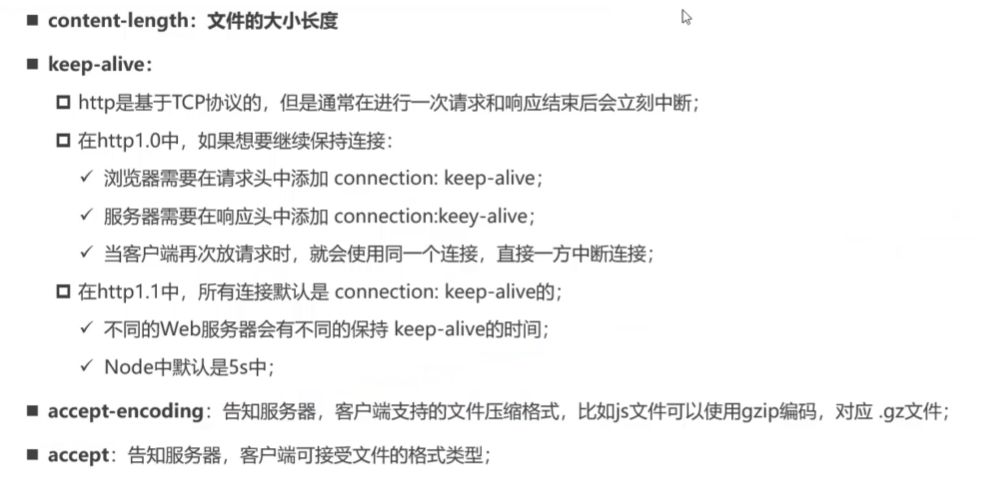 content-length：文件的大小长度
keep-alive：
http是基于TCP协议的，但是通常在进行一次请求和响应结束后会立刻中断；
在http1.0中，如果想要继续保持连接：
浏览器需要在请求头中添加 connection: keep-alive；
服务器需要在响应头中添加 connection:keey-alive；
当客户端再次放请求时，就会使用同一个连接，直接一方中断连接；
在http1.1中，所有连接默认是 connection: keep-alive的；
不同的Web服务器会有不同的保持 keep-alive的时间；
Node中默认是5s中；
accept-encoding：告知服务器，客户端支持的文件压缩格式，比如js文件可以使用gzip编码，对应 .gz文件；
accept：告知服务器，客户端可接受文件的格式类型；